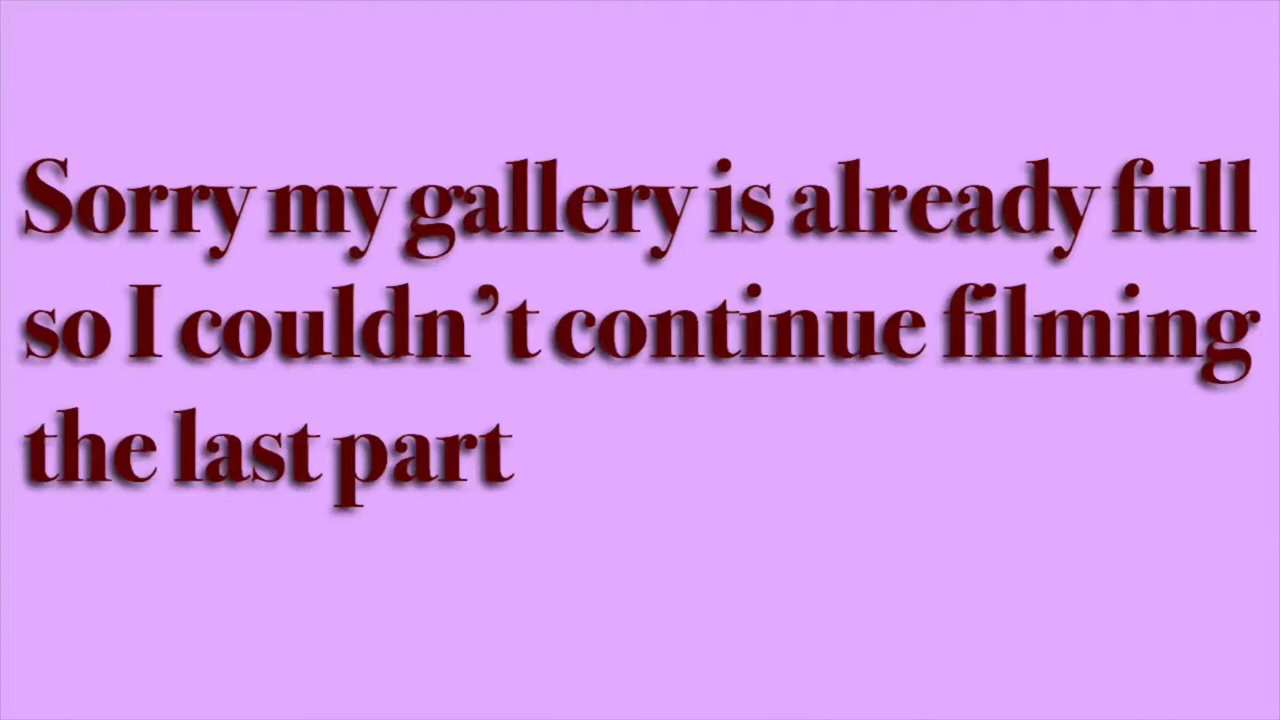 Sorry my gallery is already full
so I couldn’t continue filming
the last part